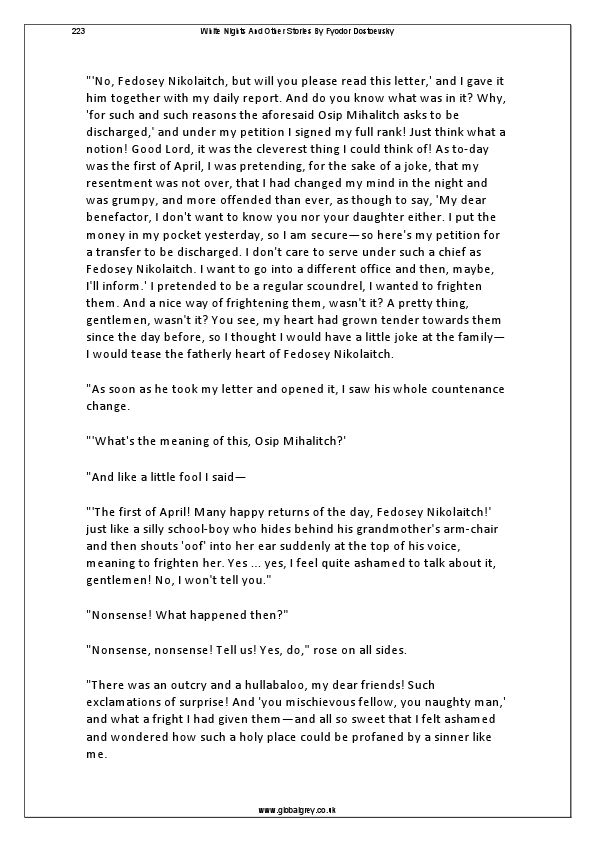 223
White Nights And Other Stories By Fyodor Dostoevsky
"'No, Fedosey Nikolaitch, but will you please read this letter,' and I gave it
him together with my daily report. And do you know what was in it? Why,
'for such and such reasons the aforesaid Osip Mihalitch asks to be
discharged,' and under my petition I signed my full rank! Just think what a
notion! Good Lord, it was the cleverest thing I could think of! As to-day
was the first of April, I was pretending, for the sake of a joke, that my
resentment was not over, that I had changed my mind in the night and
was grumpy, and more offended than ever, as though to say, 'My dear
benefactor, I don't want to know you nor your daughter either. I put the
money in my pocket yesterday, so I am secure—so here's my petition for
a transfer to be discharged. I don't care to serve under such a chief as
Fedosey Nikolaitch. I want to go into a different office and then, maybe,
I'll inform.' I pretended to be a regular scoundrel, I wanted to frighten
them. And a nice way of frightening them, wasn't it? A pretty thing,
gentlemen, wasn't it? You see, my heart had grown tender towards them
since the day before, so I thought I would have a little joke at the family—
I would tease the fatherly heart of Fedosey Nikolaitch.
"As soon as he took my letter and opened it, I saw his whole countenance
change.
"'What's the meaning of this, Osip Mihalitch?'
"And like a little fool I said—
"'The first of April! Many happy returns of the day, Fedosey Nikolaitch!'
just like a silly school-boy who hides behind his grandmother's arm-chair
and then shouts 'oof' into her ear suddenly at the top of his voice,
meaning to frighten her. Yes ... yes, I feel quite ashamed to talk about it,
gentlemen! No, I won't tell you."
"Nonsense! What happened then?"
"Nonsense, nonsense! Tell us! Yes, do," rose on all sides.
"There was an outcry and a hullabaloo, my dear friends! Such
exclamations of surprise! And 'you mischievous fellow, you naughty man,'
and what a fright I had given them—and all so sweet that I felt ashamed
and wondered how such a holy place could be profaned by a sinner like
me.
www.globalgrey.co.uk